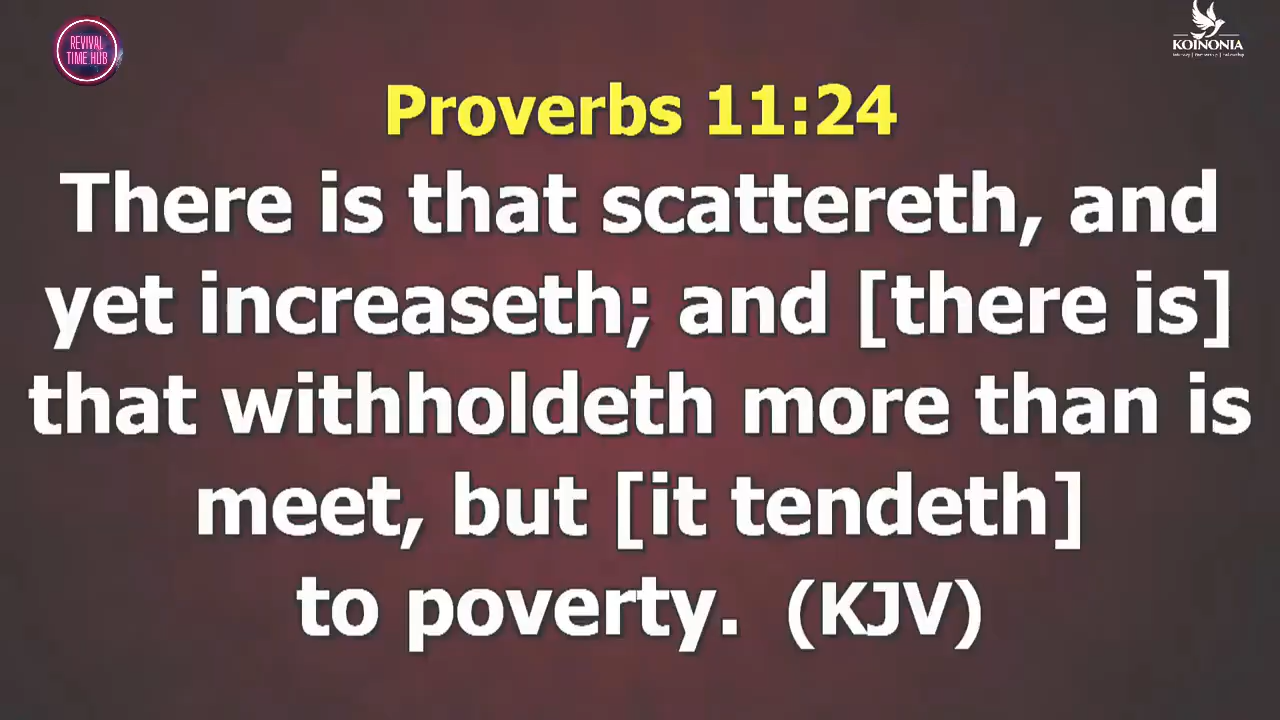 REVIVAL
TIME HUB
KOINONIA
Proverbs 11:24
There is that scattereth, and
yet increaseth; and [there is]
that withholdeth more than is
meet, but [it tendeth]
to poverty. (KJV)